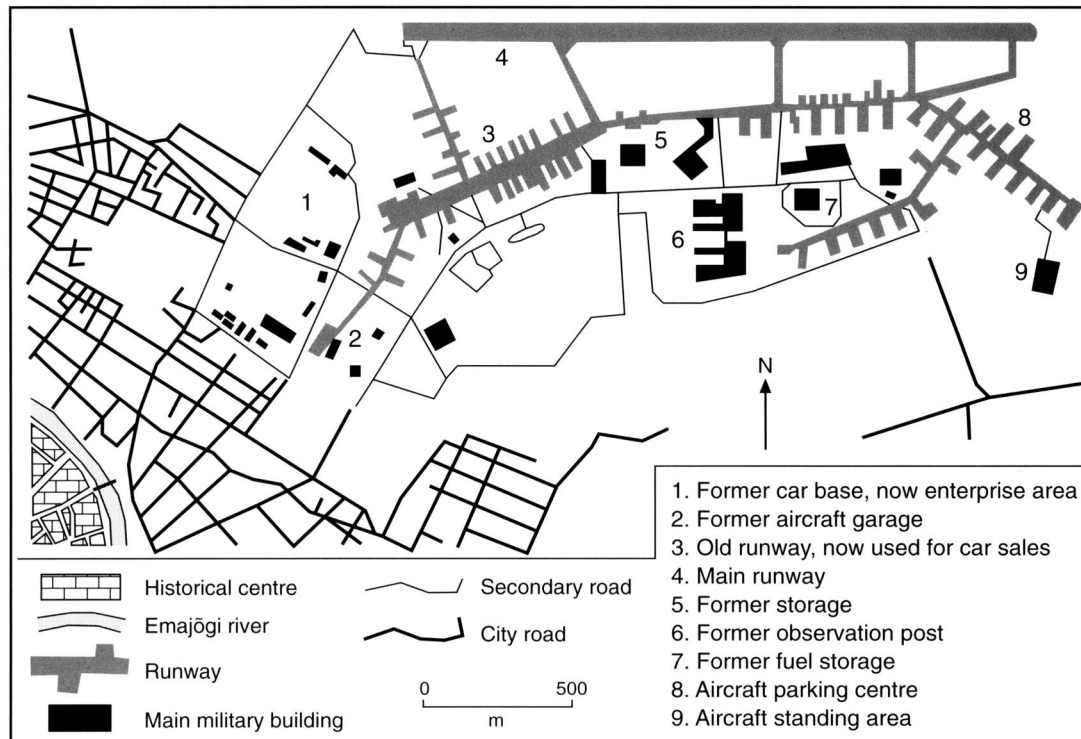 4
8
3
5
1
7
6
9
2
N
1. Former car base, now enterprise area
2. Former aircraft garage
3. Old runway, now used for car sales
4. Main runway
5. Former storage
6. Former observation post
7. Former fuel storage
8. Aircraft parking centre
9. Aircraft standing area
Historical centre
Emajõgi river
Runway
Main military building
Secondary road
City road
0 500
m